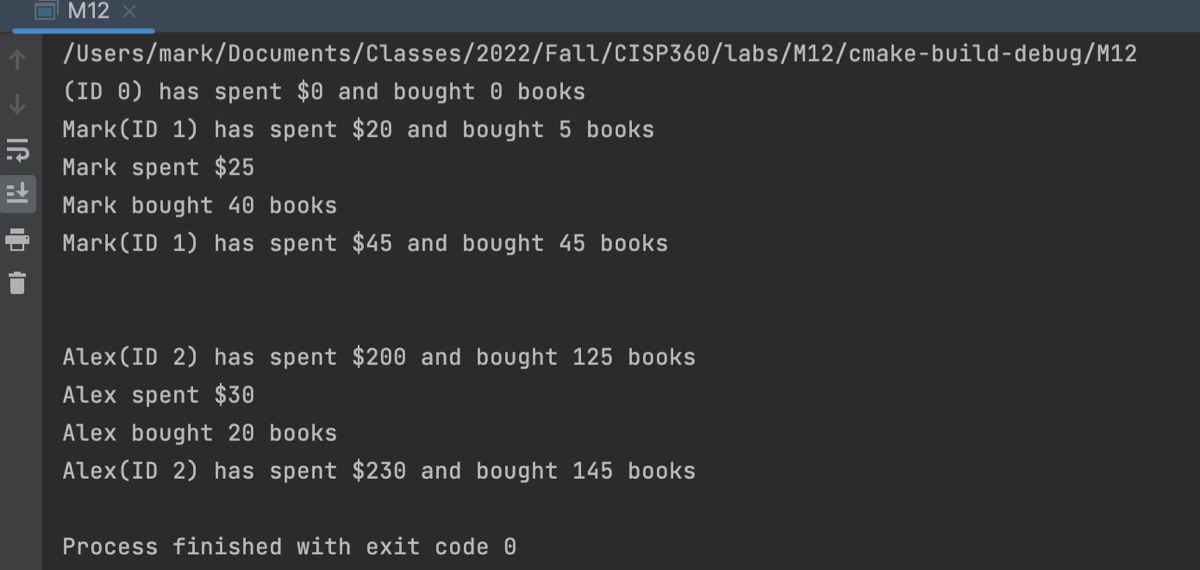 M12
/Users/mark/Documents/Classes/2022/Fall/CISP360/labs/M12/cmake-build-debug/M12
(ID 0) has spent $0 and bought 0 books
Mark(ID 1) has spent $20 and bought 5 books
Mark spent $25
Mark bought 40 books
Mark(ID 1) has spent $45 and bought 45 books
Alex(ID 2) has spent $200 and bought 125 books
Alex spent $30
Alex bought 20 books
Alex(ID 2) has spent $230 and bought 145 books
Process finished with exit code 0